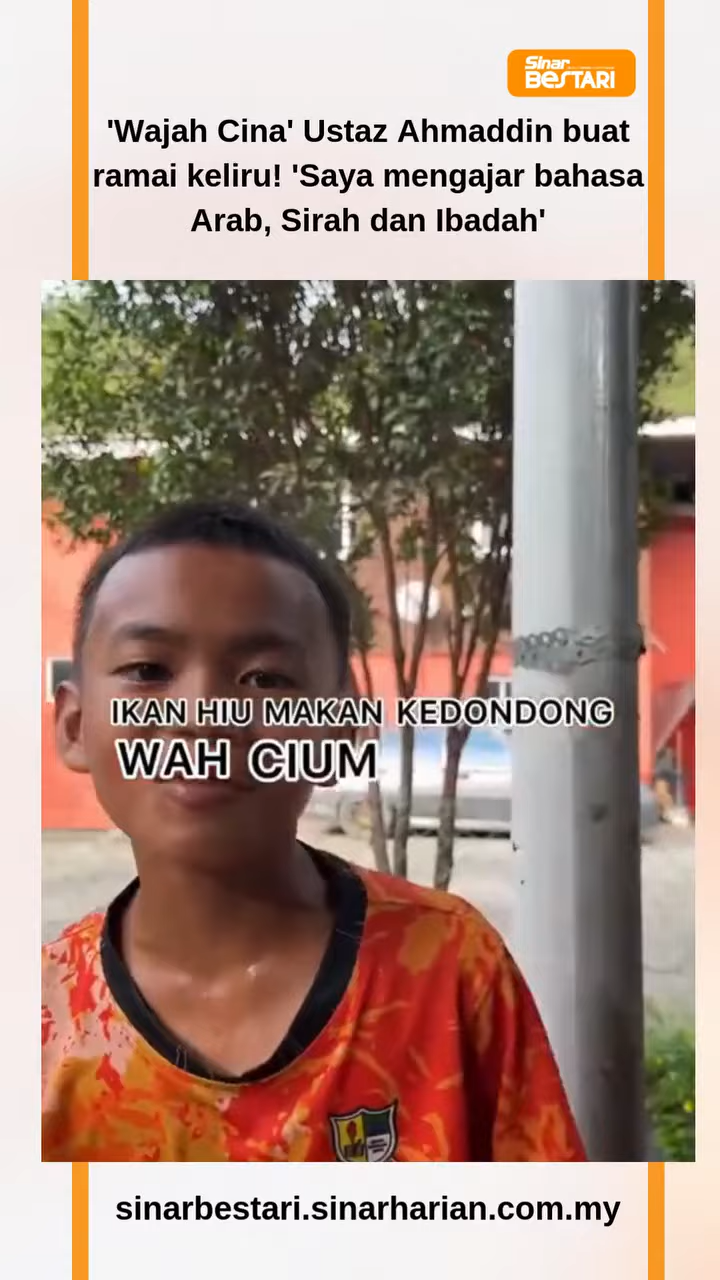 Sinar
BESTARI
'Wajah Cina' Ustaz Ahmaddin buat
ramai keliru! 'Saya mengajar bahasa
Arab, Sirah dan Ibadah'
IKAN HIU MAKAN KEDONDONG
WAH CIUM
sinarbestari.sinarharian.com.my